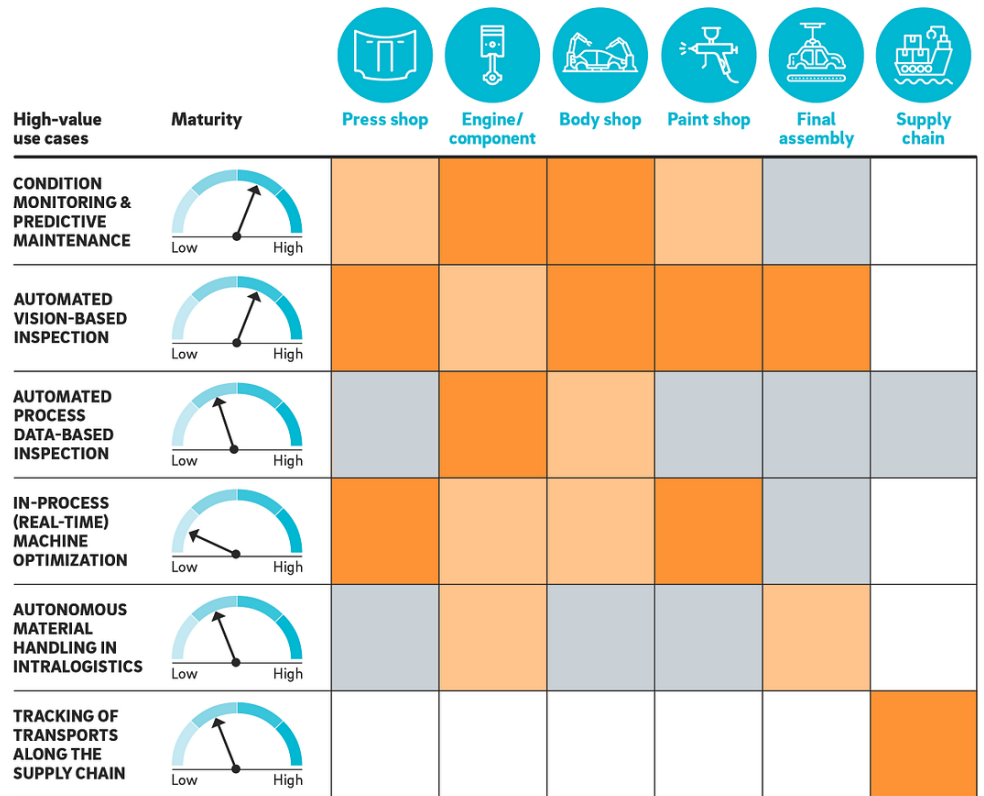 High-value
use cases
Maturity
Press shop
Engine/
component
Body shop
Paint shop
Final
assembly
Supply
chain
CONDITION
MONITORING &
PREDICTIVE
MAINTENANCE
Low
High
AUTOMATED
VISION-BASED
INSPECTION
Low
High
AUTOMATED
PROCESS
DATA-BASED
INSPECTION
Low
High
IN-PROCESS
(REAL-TIME)
MACHINE
OPTIMIZATION
Low
High
AUTONOMOUS
MATERIAL
HANDLING IN
INTRALOGISTICS
Low
High
TRACKING OF
TRANSPORTS
ALONG THE
SUPPLY CHAIN
Low
High